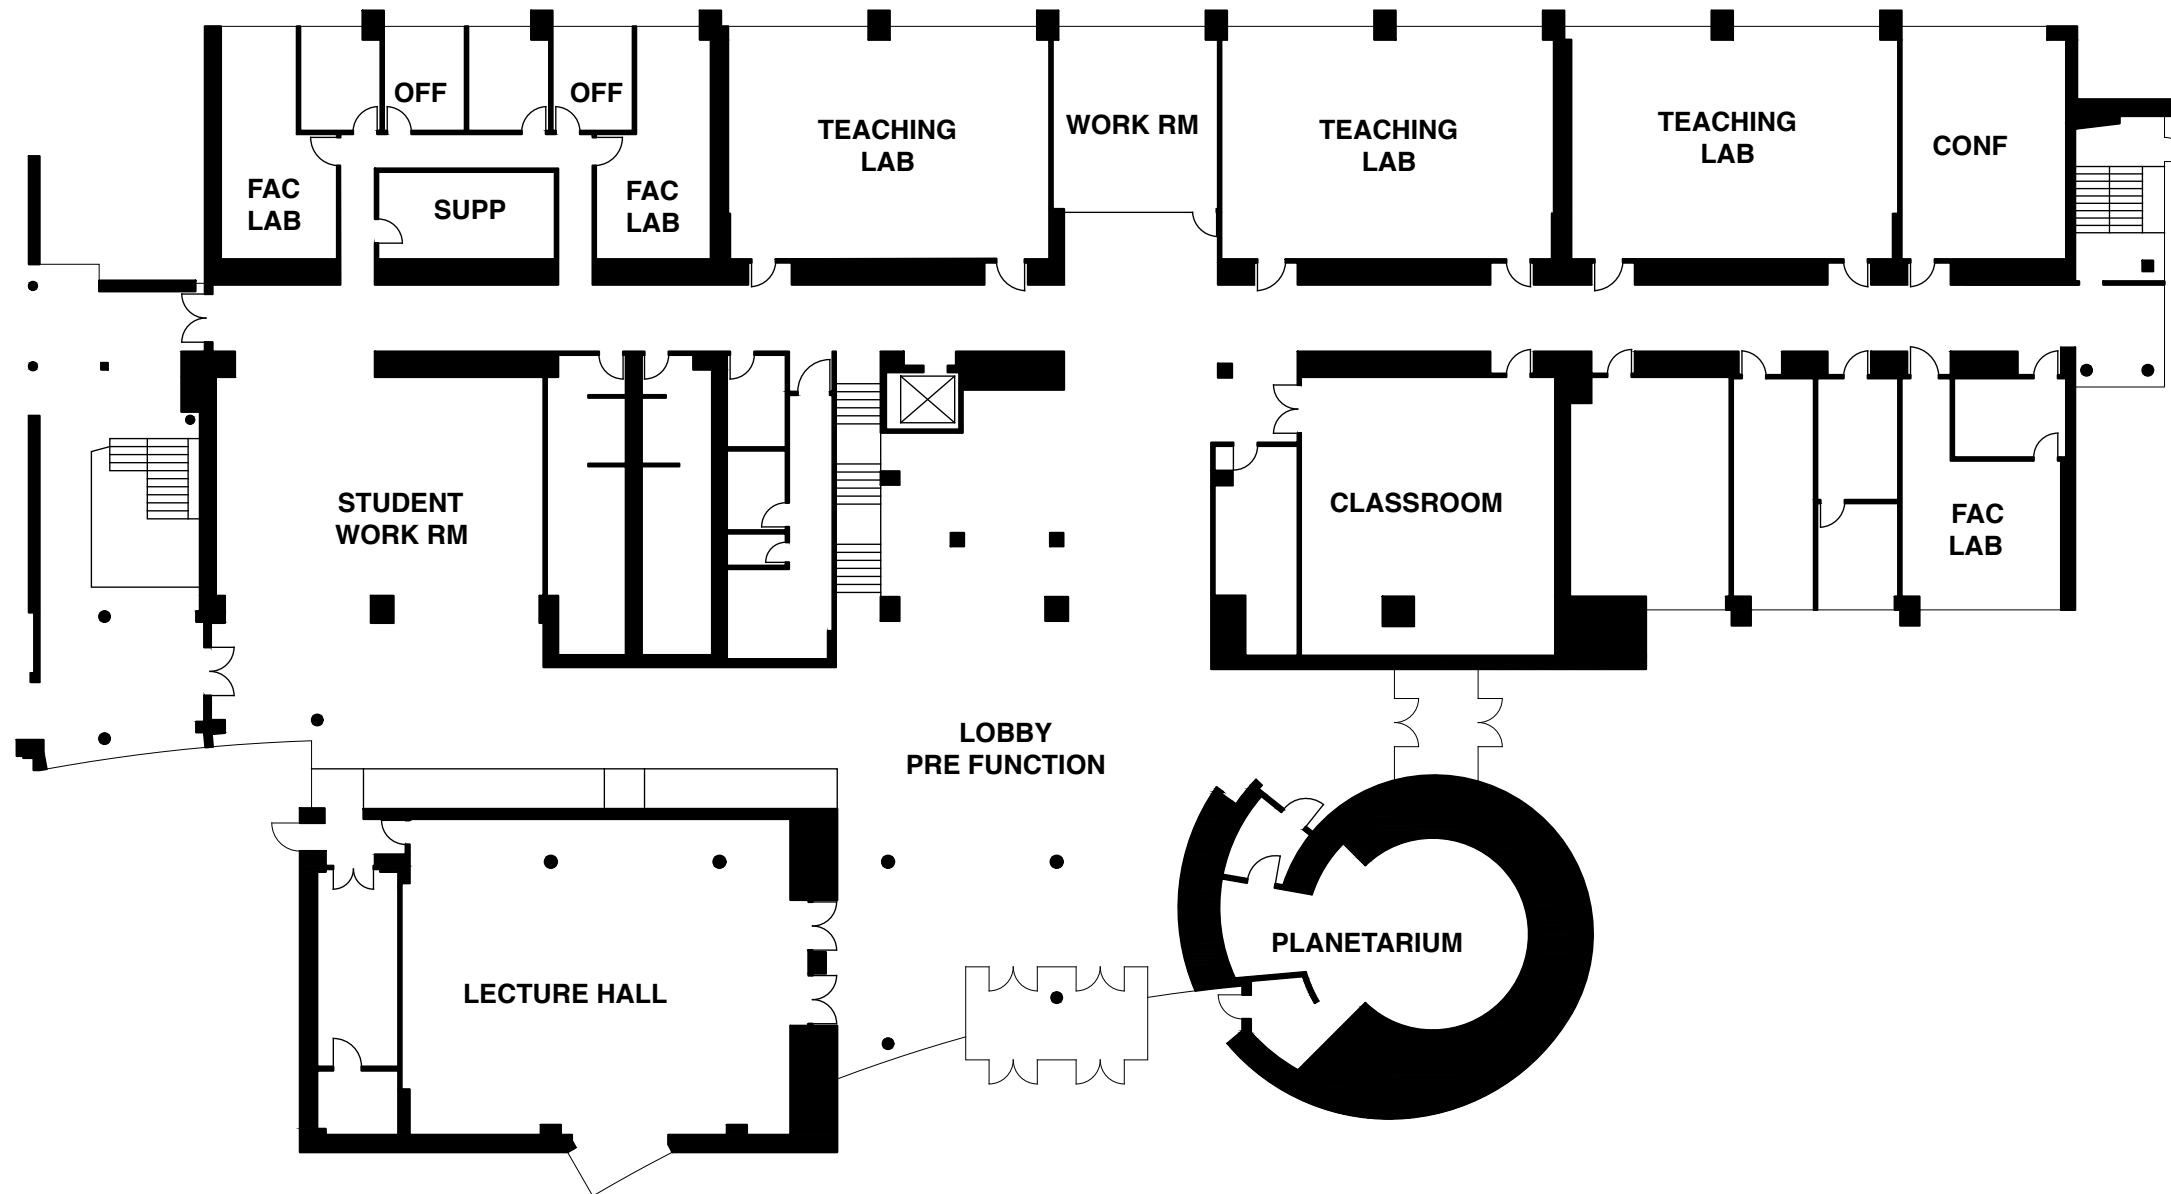 OFF
OFF
TEACHING
LAB
WORK RM
TEACHING
LAB
TEACHING
LAB
CONF
FAC
LAB
SUPP
FAC
LAB
STUDENT
WORK RM
CLASSROOM
FAC
LAB
LOBBY
PRE FUNCTION
LECTURE HALL
PLANETARIUM